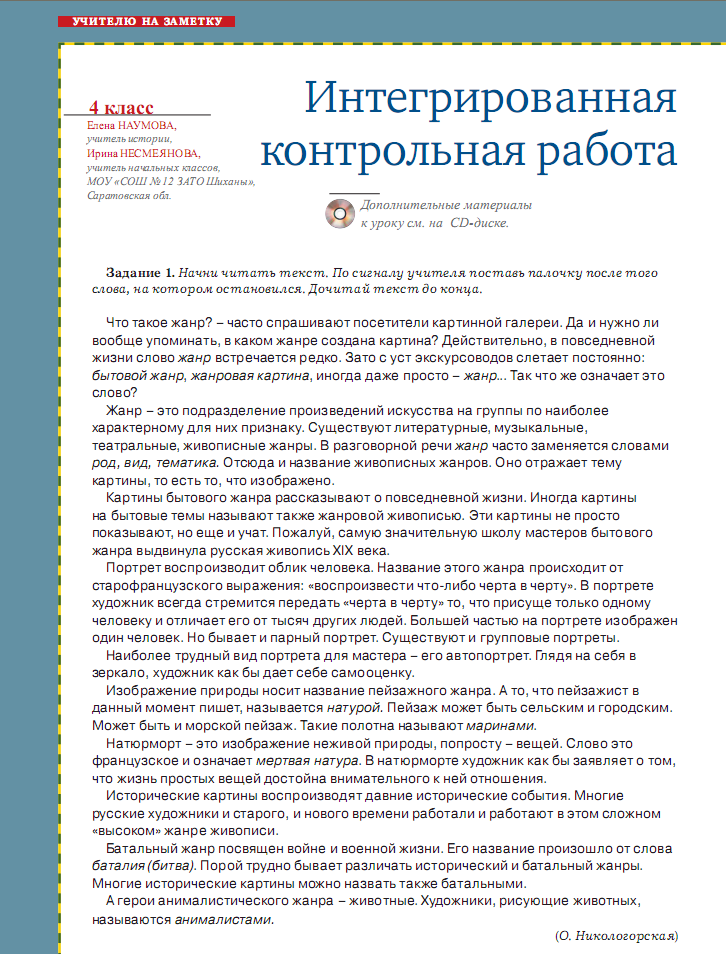 УЧИТЕЛЮ НА ЗАМЕТКУ
4 класс
Елена НАУМОВА,
учитель истории,
Ирина НЕСМЕЯНОВА,
учитель начальных классов,
МОУ «СОШ № 12 ЗАТО Шиханы»,
Саратовская обл.
Интегрированная
контрольная работа
Дополнительные материалы
к уроку см. на CD-диске.
Задание 1. Начни читать текст. По сигналу учителя поставь палочку после того
слова, на котором остановился. Дочитай текст до конца.
Что такое жанр? – часто спрашивают посетители картинной галереи. Да и нужно ли
вообще упоминать, в каком жанре создана картина? Действительно, в повседневной
жизни слово жанр встречается редко. Зато с уст экскурсоводов слетает постоянно:
бытовой жанр, жанровая картина, иногда даже просто – жанр... Так что же означает это
слово?
Жанр – это подразделение произведений искусства на группы по наиболее
характерному для них признаку. Существуют литературные, музыкальные,
театральные, живописные жанры. В разговорной речи жанр часто заменяется словами
род, вид, тематика. Отсюда и название живописных жанров. Оно отражает тему
картины, то есть то, что изображено.
Картины бытового жанра рассказывают о повседневной жизни. Иногда картины
на бытовые темы называют также жанровой живописью. Эти картины не просто
показывают, но еще и учат. Пожалуй, самую значительную школу мастеров бытового
жанра выдвинула русская живопись XIX века.
Портрет воспроизводит облик человека. Название этого жанра происходит от
старофранцузского выражения: «воспроизвести что-либо черта в черту». В портрете
художник всегда стремится передать «черта в черту» то, что присуще только одному
человеку и отличает его от тысяч других людей. Большей частью на портрете изображен
один человек. Но бывает и парный портрет. Существуют и групповые портреты.
Наиболее трудный вид портрета для мастера – его автопортрет. Глядя на себя в
зеркало, художник как бы дает себе самооценку.
Изображение природы носит название пейзажного жанра. А то, что пейзажист в
данный момент пишет, называется натурой. Пейзаж может быть сельским и городским.
Может быть и морской пейзаж. Такие полотна называют маринами.
Натюрморт – это изображение неживой природы, попросту – вещей. Слово это
французское и означает мертвая натура. В натюрморте художник как бы заявляет о том,
что жизнь простых вещей достойна внимательного к ней отношения.
Исторические картины воспроизводят давние исторические события. Многие
русские художники и старого, и нового времени работали и работают в этом сложном
«высоком» жанре живописи.
Батальный жанр посвящен войне и военной жизни. Его название произошло от слова
баталия (битва). Порой трудно бывает различать исторический и батальный жанры.
Многие исторические картины можно назвать также батальными.
А герои анималистического жанра – животные. Художники, рисующие животных,
называются анималистами.
(О. Никологорская)